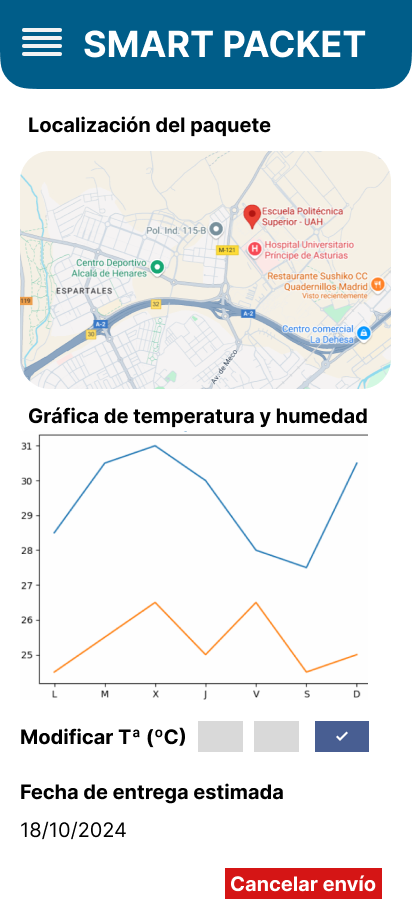 SMART PACKET
Localización del paquete
Escuela Politécnica
Superior - UAH
Pol. Ind. 115-B
M-121
Hospital Universitario
Príncipe de Asturias
Centro Deportivo
Alcalá de Henares
Restaurante Sushiko CC
Quadernillos Madrid
Visto recientemente
ESPARTALES
119
32
A-2
A-2
30
Centro comercial
La Dehesa
Av. de Meco
Gráfica de temperatura y humedad
31
30
29
28
27
26
25
L M X J V S D
Modificar Tª (ºC)
Fecha de entrega estimada
18/10/2024
Cancelar envío